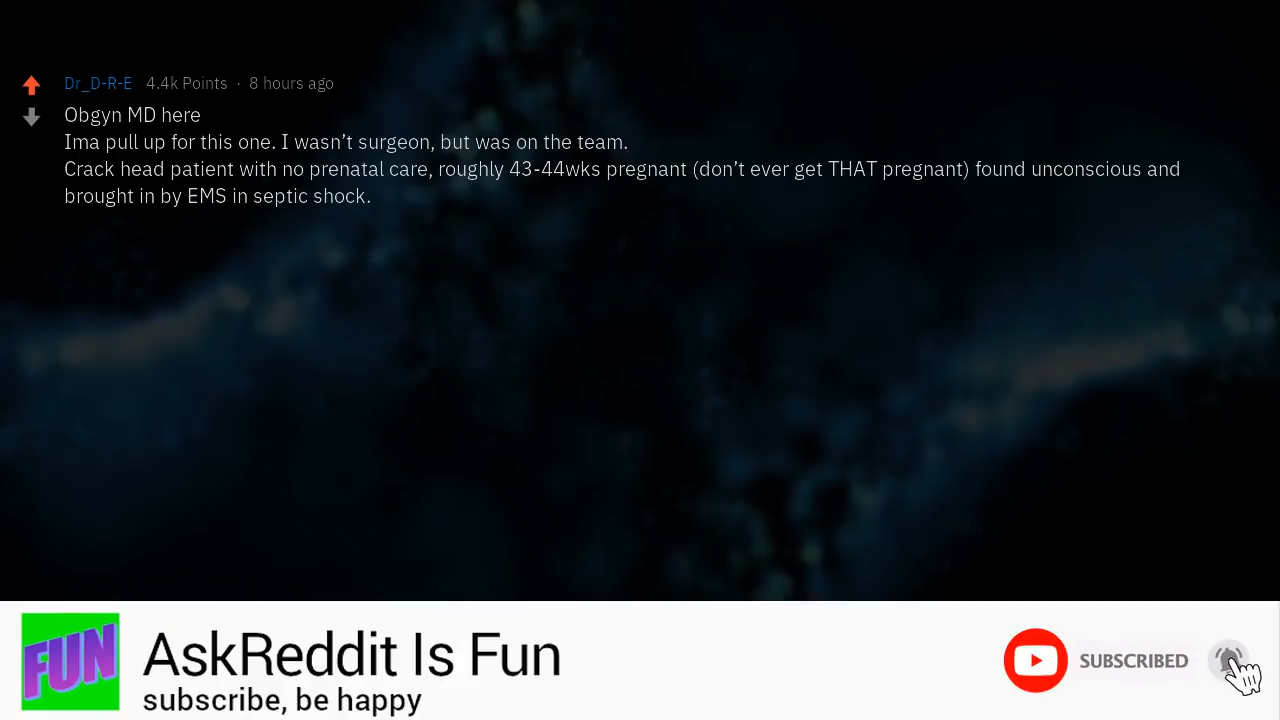 Dr_D-R-E 4.4k Points · 8 hours ago
Obgyn MD here
Ima pull up for this one. I wasn’t surgeon, but was on the team.
Crack head patient with no prenatal care, roughly 43-44wks pregnant (don’t ever get THAT pregnant) found unconscious and
brought in by EMS in septic shock.
FUN
AskReddit Is Fun
subscribe, be happy
SUBSCRIBED